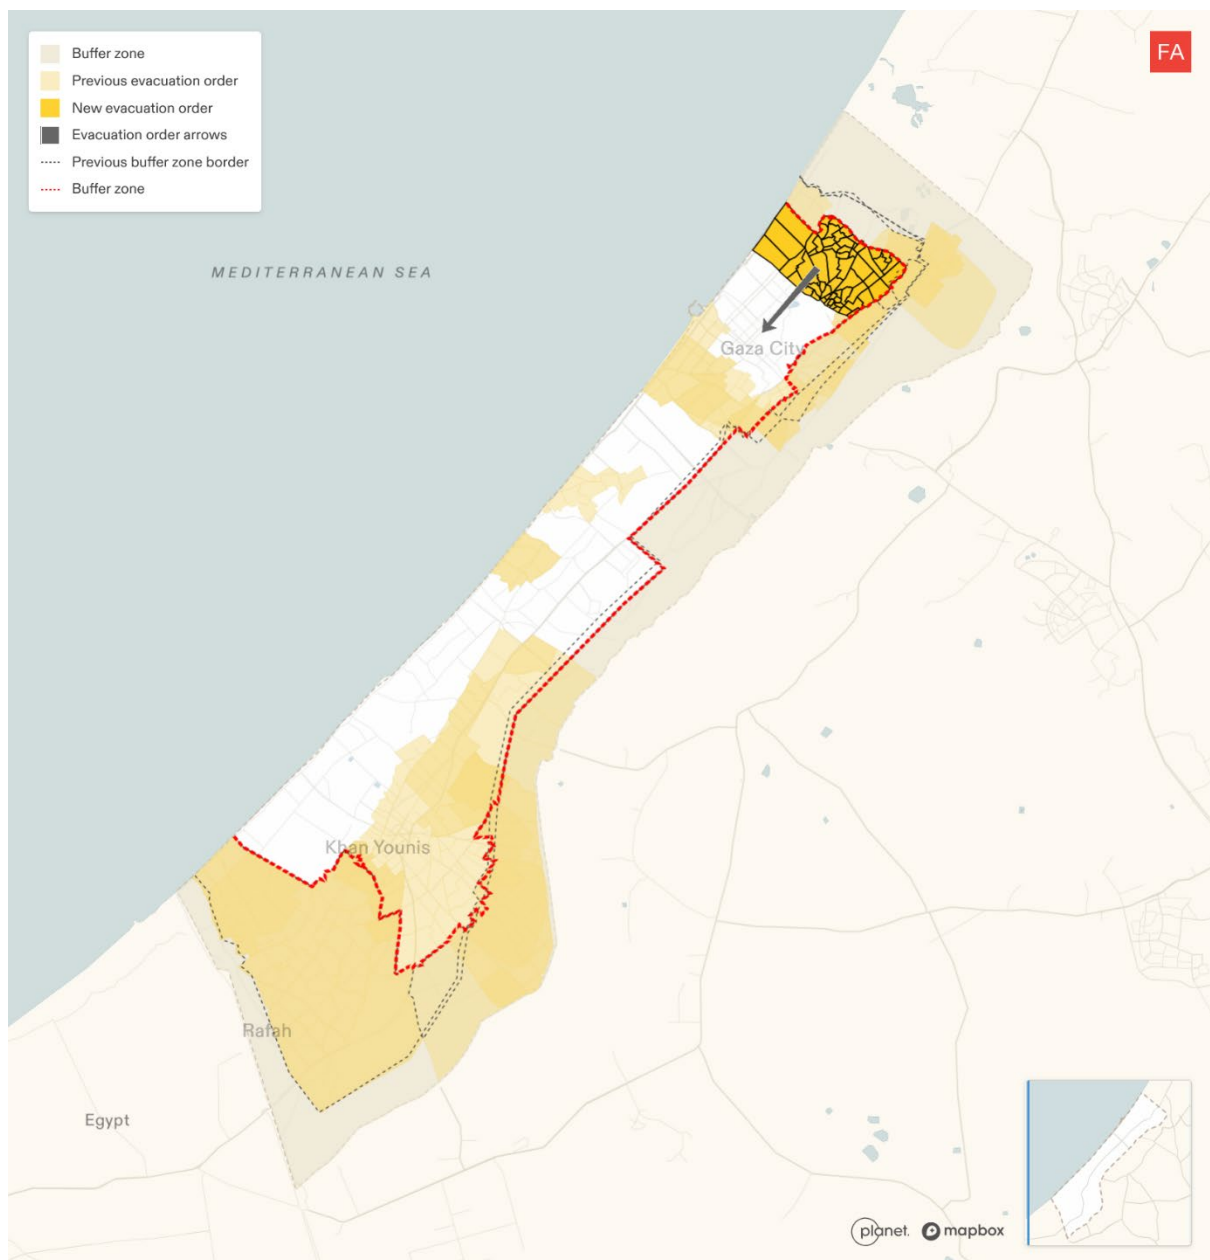 Buffer zone
Previous evacuation order
New evacuation order
Evacuation order arrows
Previous buffer zone border
Buffer zone
FA
MEDITERRANEAN SEA
Gaza City
Khan Younis
Rafah
Egypt
planet.
mapbox